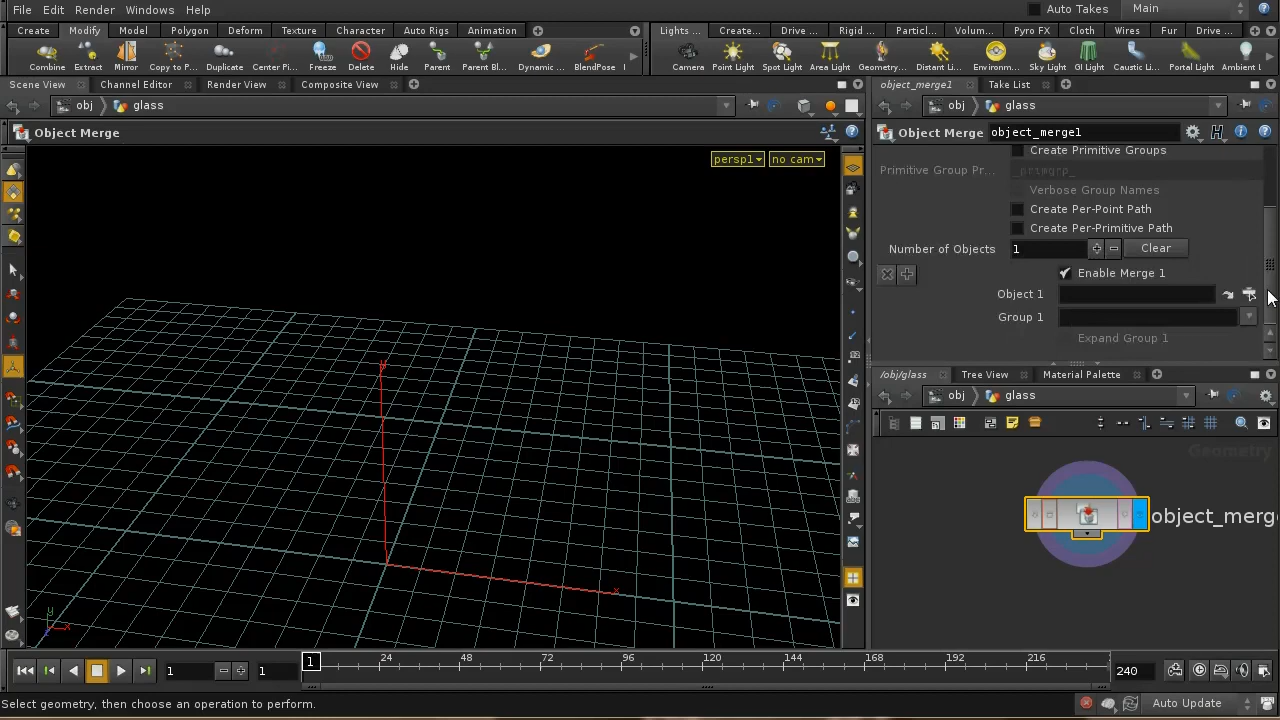 File Edit Render Windows Help Auto Takes Main
Create Modify Model Polygon Deform Texture Character Auto Rigs Animation Lights ... Create... Drive ... Rigid ... Particl... Volum... Pyro FX Cloth Wires Fur Drive ...
Combine Extract Mirror Copy to P... Duplicate Center Pi... Freeze Delete Hide Parent Parent Bl... Dynamic ... BlendPose Camera Point Light Spot Light Area Light Geometry... Distant Li... Environm... Sky Light GI Light Caustic Li... Portal Light Ambient L
Scene View Channel Editor Render View Composite View object_merge1 Take List
obj glass obj glass
Object Merge Object Merge object_merge1
persp1 no cam
Create Primitive Groups
Primitive Group Pr... _primgrp_
Verbose Group Names
Create Per-Point Path
Create Per-Primitive Path
Number of Objects 1 Clear
Enable Merge 1
Object 1
Group 1
Expand Group 1
/obj/glass Tree View Material Palette
obj glass
Geometry
object_merg
y
x
y
x
z
1 1 1 24 48 72 96 120 144 168 192 216 240
Select geometry, then choose an operation to perform. Auto Update